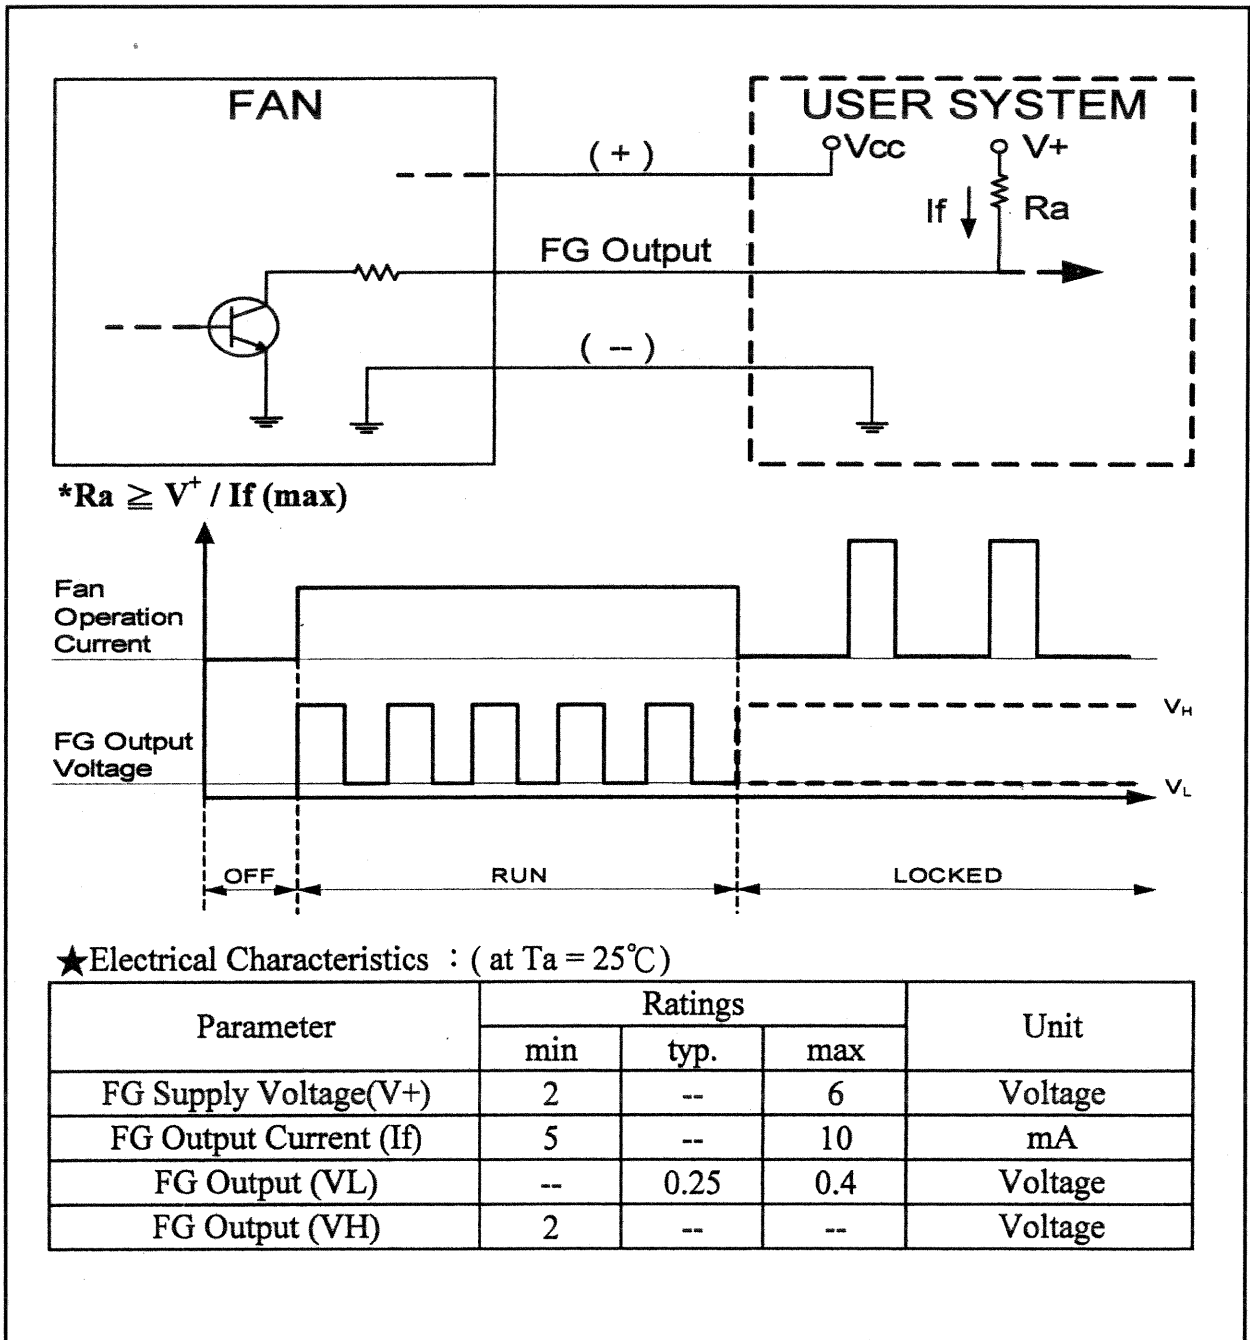 FAN
USER SYSTEM
( + )
Vcc
V+
If
Ra
FG Output
( -- )
*Ra ≧ V⁺ / If (max)
Fan
Operation
Current
FG Output
Voltage
VH
VL
OFF
RUN
LOCKED
★Electrical Characteristics : ( at Ta = 25℃)
Parameter Ratings Unit
min typ. max
FG Supply Voltage(V+) 2 -- 6 Voltage
FG Output Current (If) 5 -- 10 mA
FG Output (VL) -- 0.25 0.4 Voltage
FG Output (VH) 2 -- -- Voltage